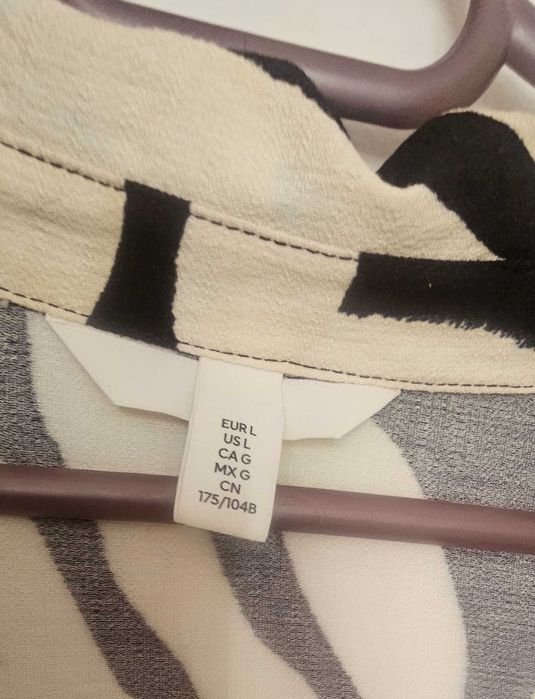 EUR L
US L
CA G
MX G
CN
175/104B